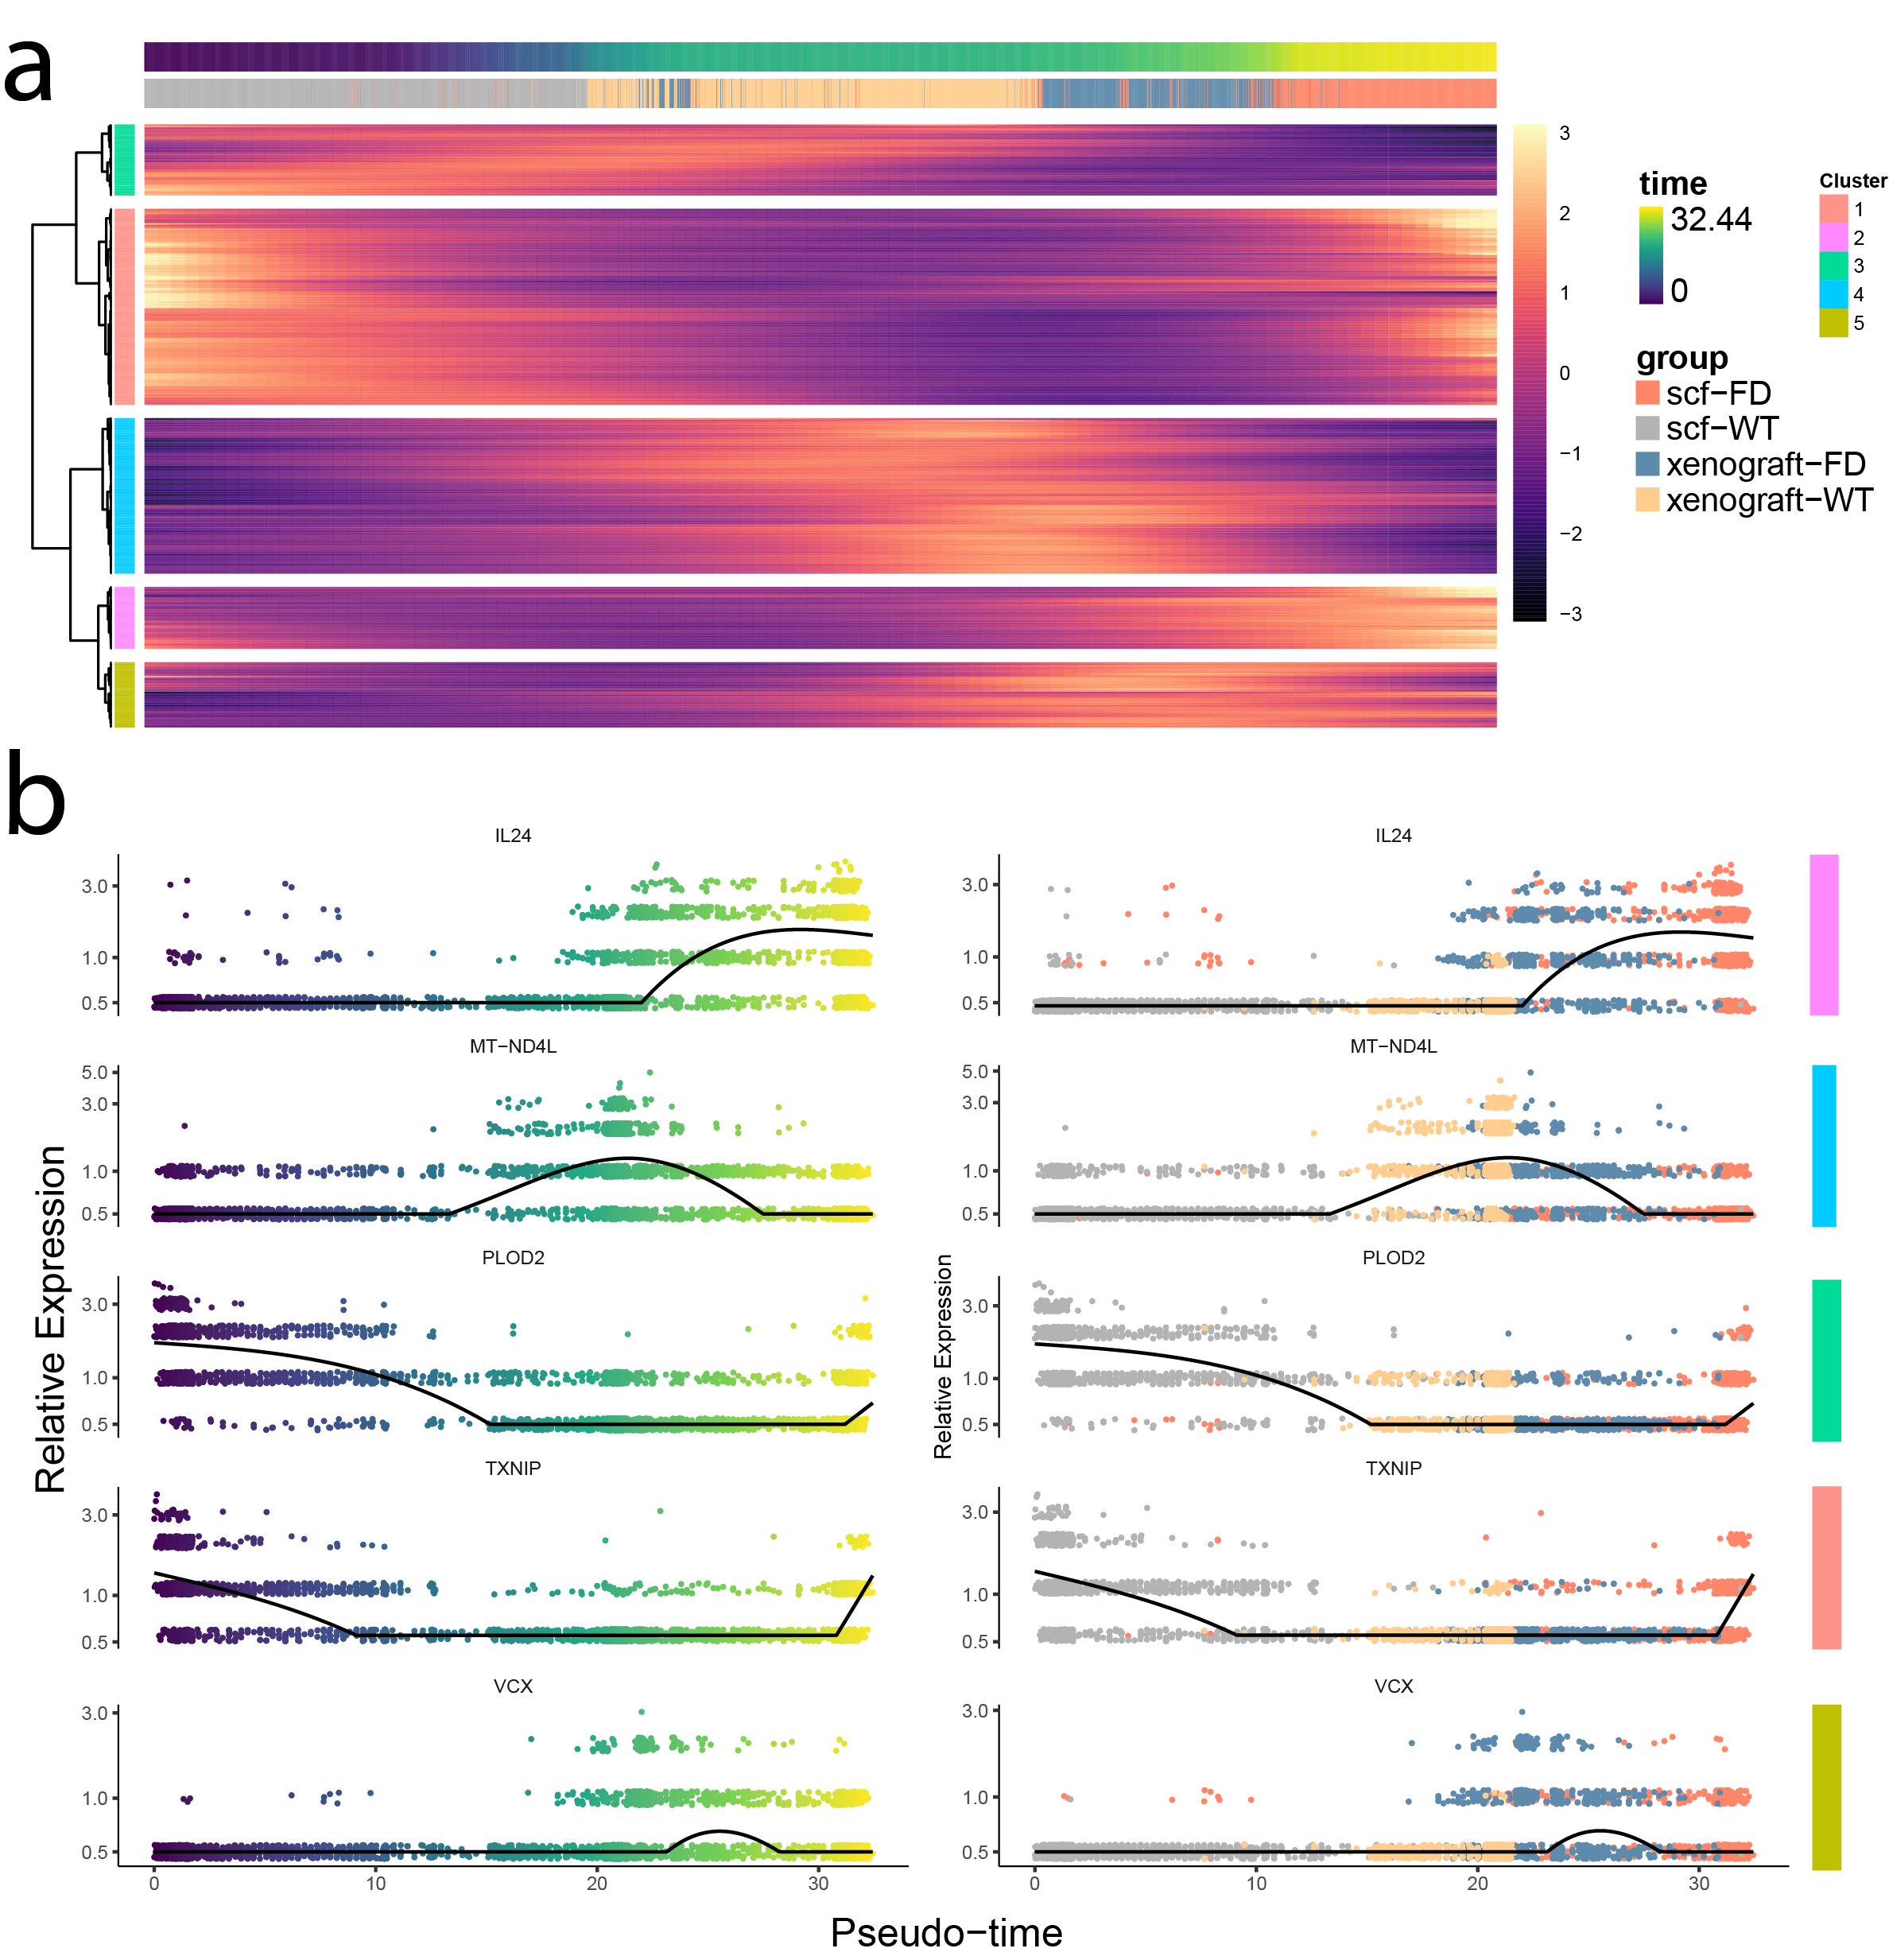 a
3
2
1
0
−1
−2
−3
time
32.44
0
group
scf−FD
scf−WT
xenograft−FD
xenograft−WT
Cluster
1
2
3
4
5
b
Relative Expression
IL24
3.0
1.0
0.5
MT−ND4L
5.0
3.0
1.0
0.5
PLOD2
3.0
1.0
0.5
TXNIP
3.0
1.0
0.5
VCX
3.0
1.0
0.5
0 10 20 30
Relative Expression
IL24
3.0
1.0
0.5
MT−ND4L
5.0
3.0
1.0
0.5
PLOD2
3.0
1.0
0.5
TXNIP
3.0
1.0
0.5
VCX
3.0
1.0
0.5
0 10 20 30
Pseudo−time